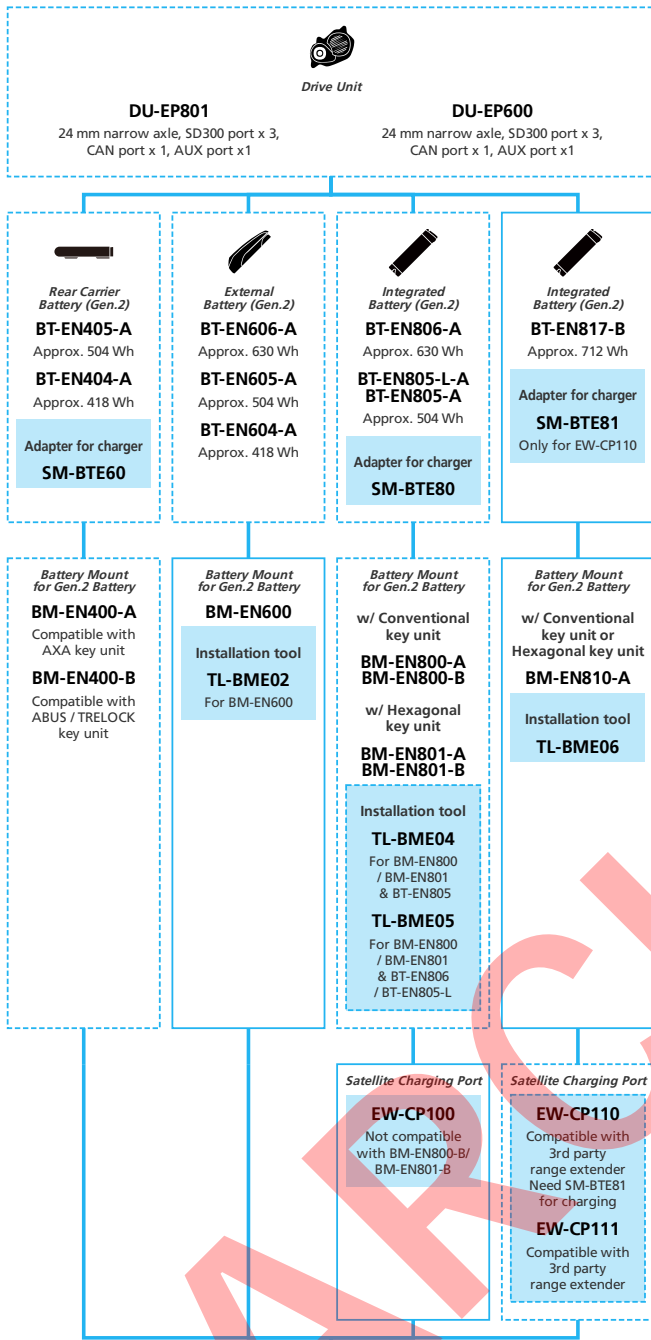 Drive Unit
DU-EP801
24 mm narrow axle, SD300 port x 3,
CAN port x 1, AUX port x1
DU-EP600
24 mm narrow axle, SD300 port x 3,
CAN port x 1, AUX port x1
Rear Carrier
Battery (Gen.2)
BT-EN405-A
Approx. 504 Wh
BT-EN404-A
Approx. 418 Wh
Adapter for charger
SM-BTE60
External
Battery (Gen.2)
BT-EN606-A
Approx. 630 Wh
BT-EN605-A
Approx. 504 Wh
BT-EN604-A
Approx. 418 Wh
Integrated
Battery (Gen.2)
BT-EN806-A
Approx. 630 Wh
BT-EN805-L-A
BT-EN805-A
Approx. 504 Wh
Adapter for charger
SM-BTE80
Integrated
Battery (Gen.2)
BT-EN817-B
Approx. 712 Wh
Adapter for charger
SM-BTE81
Only for EW-CP110
Battery Mount
for Gen.2 Battery
BM-EN400-A
Compatible with
AXA key unit
BM-EN400-B
Compatible with
ABUS / TRELOCK
key unit
Battery Mount
for Gen.2 Battery
BM-EN600
Installation tool
TL-BME02
For BM-EN600
Battery Mount
for Gen.2 Battery
w/ Conventional
key unit
BM-EN800-A
BM-EN800-B
w/ Hexagonal
key unit
BM-EN801-A
BM-EN801-B
Installation tool
TL-BME04
For BM-EN800
/ BM-EN801
& BT-EN805
TL-BME05
For BM-EN800
/ BM-EN801
& BT-EN806
/ BT-EN805-L
Battery Mount
for Gen.2 Battery
w/ Conventional
key unit or
Hexagonal key unit
BM-EN810-A
Installation tool
TL-BME06
Satellite Charging Port
EW-CP100
Not compatible
with BM-EN800-B/
BM-EN801-B
Satellite Charging Port
EW-CP110
Compatible with
3rd party
range extender
Need SM-BTE81
for charging
EW-CP111
Compatible with
3rd party
range extender